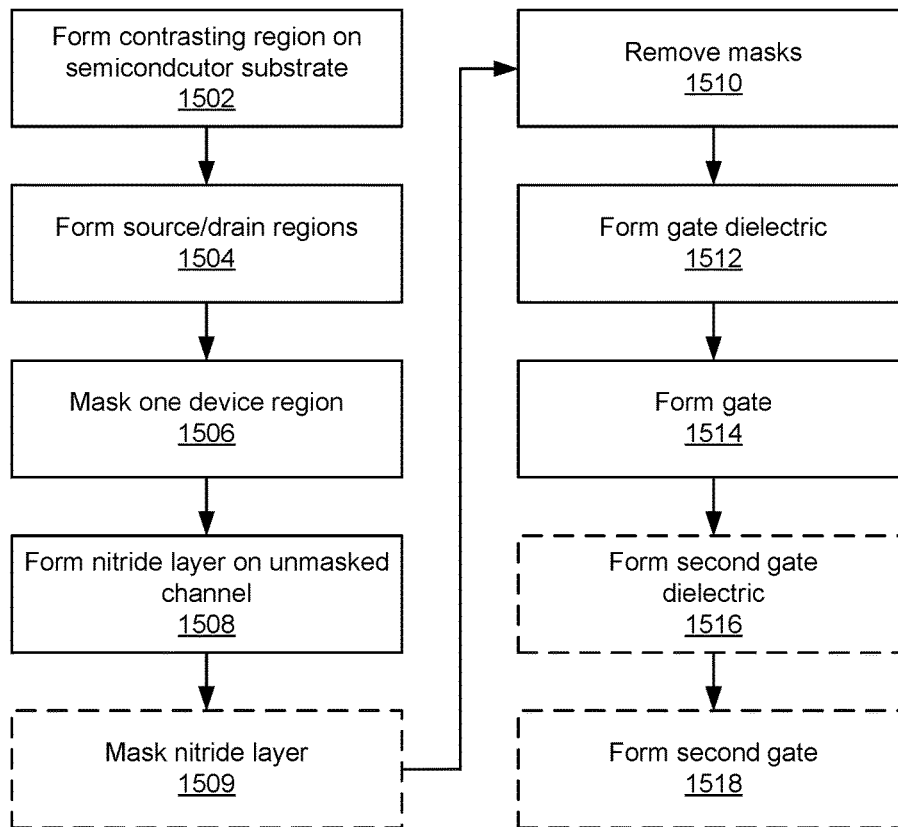 Form contrasting region on
semicondcutor substrate
1502
Form source/drain regions
1504
Mask one device region
1506
Form nitride layer on unmasked
channel
1508
Mask nitride layer
1509
Remove masks
1510
Form gate dielectric
1512
Form gate
1514
Form second gate
dielectric
1516
Form second gate
1518